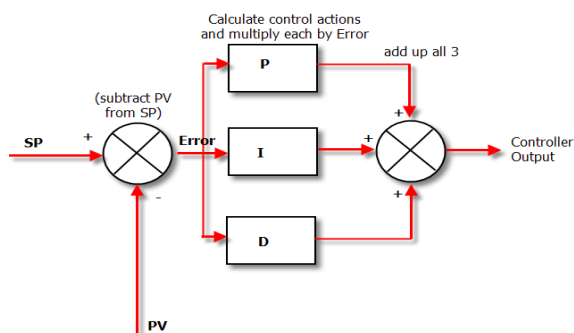 Calculate control actions
and multiply each by Error
P
add up all 3
(subtract PV
from SP)
+
SP
+
Error
I
+
Controller
Output
-
+
D
PV